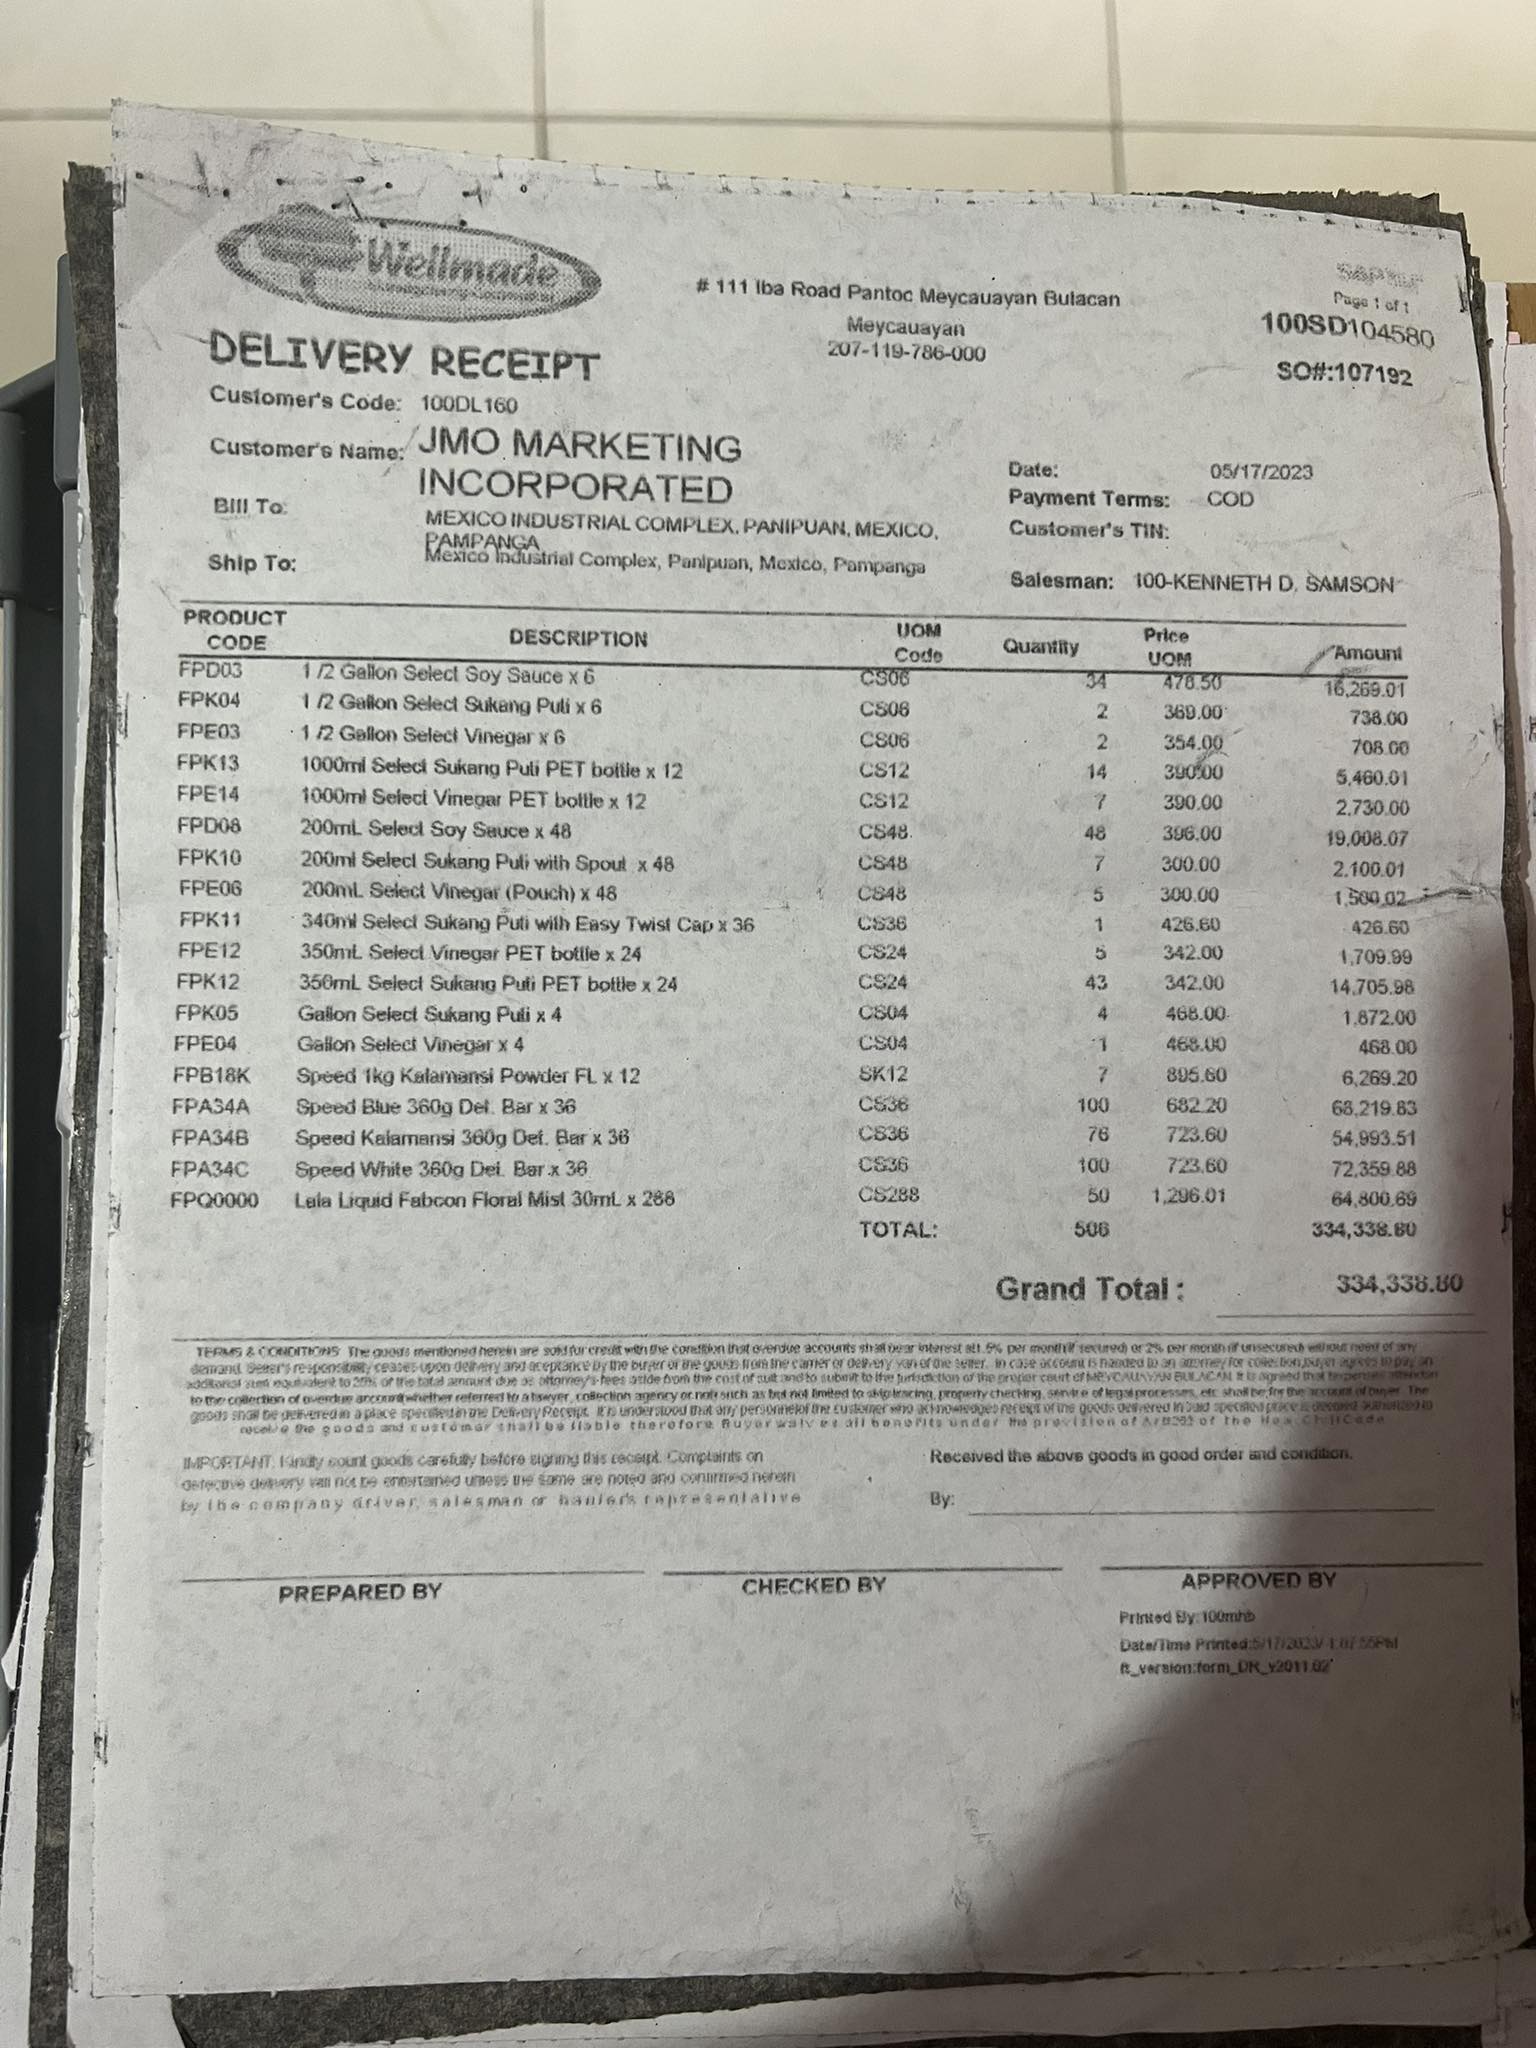 Wellmade
# 111 Iba Road Pantoc Meycauayan Bulacan
Meycauayan
207-119-786-000
Page 1 of 1
100SD104580
SO#:107192
DELIVERY RECEIPT
Customer's Code: 100DL160
Customer's Name: JMO MARKETING
INCORPORATED
Bill To: MEXICO INDUSTRIAL COMPLEX, PANIPUAN, MEXICO,
PAMPANGA
Ship To: Mexico Industrial Complex, Panipuan, Mexico, Pampanga
Date: 05/17/2023
Payment Terms: COD
Customer's TIN:
Salesman: 100-KENNETH D. SAMSON
PRODUCT CODE DESCRIPTION UOM Code Quantity Price UOM Amount
FPD03 1 /2 Gallon Select Soy Sauce x 6 CS06 34 478.50 16,269.01
FPK04 1 /2 Gallon Select Sukang Puti x 6 CS06 2 369.00 738.00
FPE03 1 /2 Gallon Select Vinegar x 6 CS06 2 354.00 708.00
FPK13 1000ml Select Sukang Puti PET bottle x 12 CS12 14 390.00 5,460.01
FPE14 1000ml Select Vinegar PET bottle x 12 CS12 7 390.00 2,730.00
FPD08 200mL Select Soy Sauce x 48 CS48 48 396.00 19,008.07
FPK10 200ml Select Sukang Puti with Spout x 48 CS48 7 300.00 2,100.01
FPE06 200mL Select Vinegar (Pouch) x 48 CS48 5 300.00 1,500.02
FPK11 340ml Select Sukang Puti with Easy Twist Cap x 36 CS36 1 426.60 426.60
FPE12 350mL Select Vinegar PET bottle x 24 CS24 5 342.00 1,709.99
FPK12 350mL Select Sukang Puti PET bottle x 24 CS24 43 342.00 14,705.98
FPK05 Gallon Select Sukang Puti x 4 CS04 4 468.00 1,872.00
FPE04 Gallon Select Vinegar x 4 CS04 1 468.00 468.00
FPB18K Speed 1kg Kalamansi Powder FL x 12 SK12 7 895.60 6,269.20
FPA34A Speed Blue 360g Det. Bar x 36 CS36 100 682.20 68,219.83
FPA34B Speed Kalamansi 360g Det. Bar x 36 CS36 76 723.60 54,993.51
FPA34C Speed White 360g Det. Bar x 36 CS36 100 723.60 72,359.88
FPQ0000 Lala Liquid Fabcon Floral Mist 30mL x 288 CS288 50 1,296.01 64,800.69
TOTAL: 506 334,338.80
Grand Total : 334,338.80
TERMS & CONDITIONS: The goods mentioned herein are sold for credit with the condition that overdue accounts shall bear interest at1.5% per month(if secured) or 2% per month (if unsecured) without need of any
demand. Seller's responsibility ceases upon delivery and aceptance by the buyer of the goods from the carrier or delivery van of the seller. In case account is handed to an attorney for collection,buyer agrees to pay an
additional sum equivalent to 25% of the total amount due as attorney's fees aside from the cost of suit and to submit to the jurisdiction of the proper court of MEYCAUAYAN BULACAN. It is agreed that
to the collection of overdue account whether referred to a lawyer, collection agency or not such as but not limited to skip tracing, property checking, service of legal processes, etc. shall be for the account of buyer. The
goods shall be delivered in a place specified in the Delivery Receipt. It is understood that any personnel of the customer who acknowledges receipt of the goods delivered in said specified place is deemed authorized to
receive the goods and customer shall be liable therefore Buyer waives all benefits under the provision of of the New Civil Code
IMPORTANT: Kindly count goods carefully before signing this receipt. Complaints on
defective delivery will not be entertained unless the same are noted and confirmed herein
by the company driver, salesman or hauler's representative
Received the above goods in good order and condition.
By:
PREPARED BY CHECKED BY APPROVED BY
Printed By:100mhb
Date/Time Printed:5/17/2023/
ft_version:form_DR_v2011.02